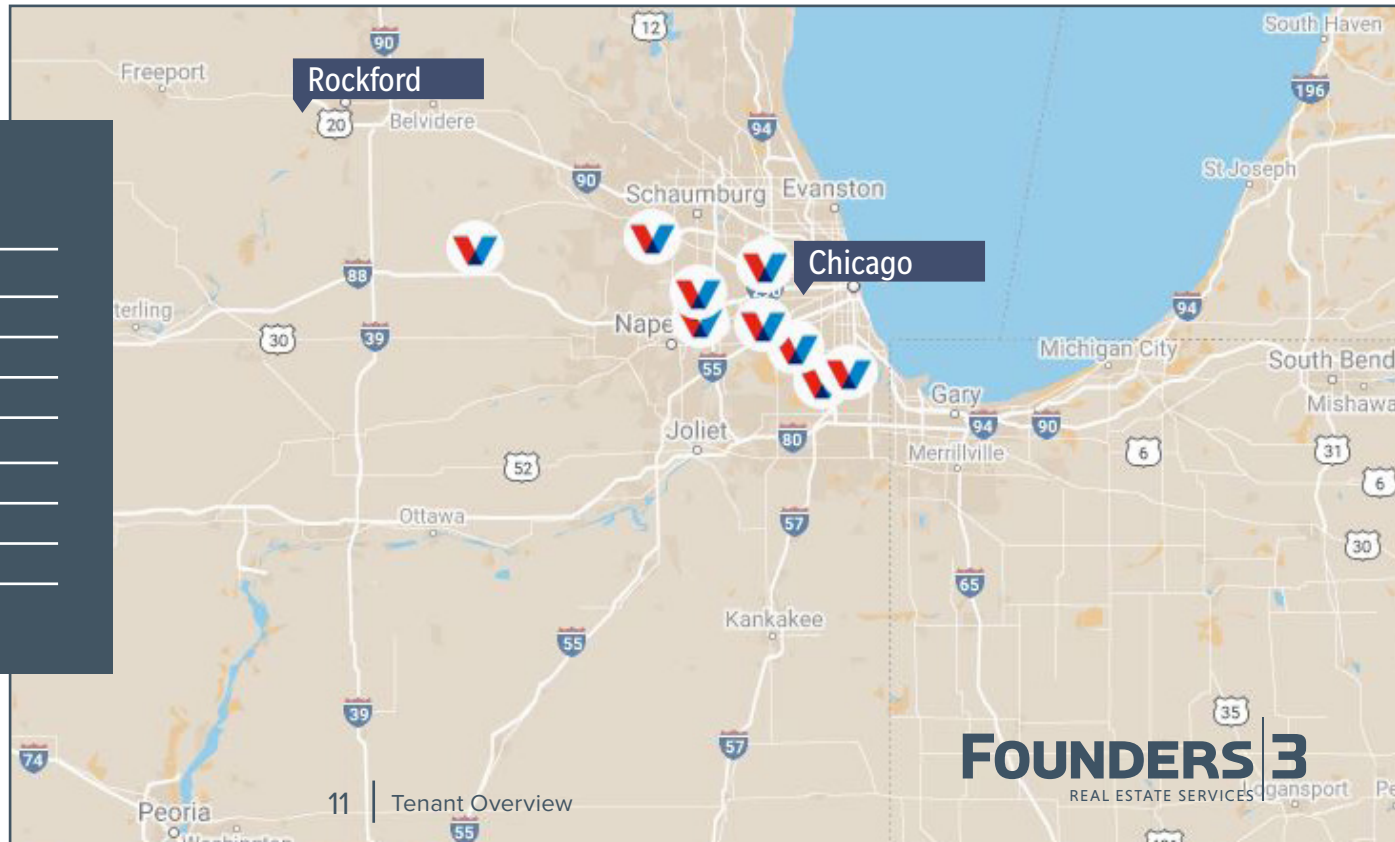 12
South Haven
90
Freeport
Rockford
196
20
Belvidere
94
90
St Joseph
Schaumburg
Evanston
Chicago
88
terling
94
30
39
Nape
Michigan City
55
South Bend
Gary
Mishawa
Joliet
80
94
90
Merrillville
6
31
52
6
Ottawa
57
30
65
Kankakee
55
39
35
57
74
FOUNDERS 3
REAL ESTATE SERVICES
ogansport
Pe
11 | Tenant Overview
Peoria
55
Washington